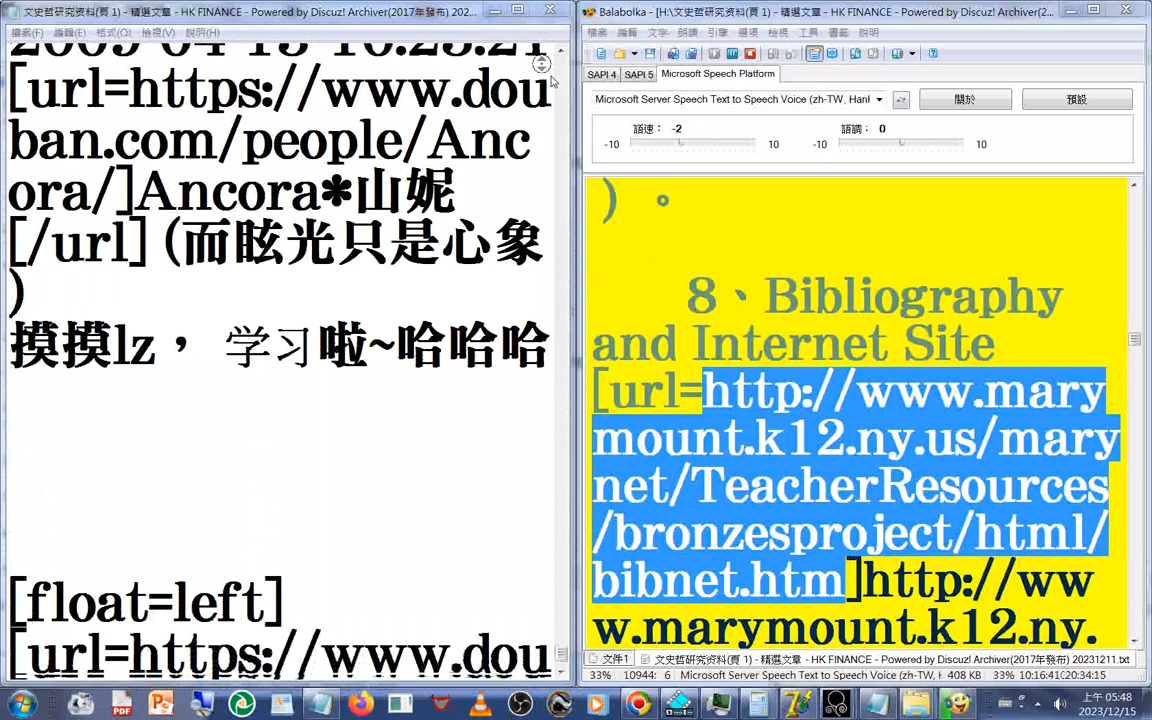 文史哲研究资料(頁 1) - 精選文章 - HK FINANCE - Powered by Discuz! Archiver(2017年發布) 202...
檔案(F) 編輯(E) 格式(O) 檢視(V) 說明(H)
2009-04-13 16:23:21
[url=https://www.dou
ban.com/people/Anc
ora/]Ancora*山妮
[/url] (而眩光只是心象
)
摸摸lz， 学习啦~哈哈哈
[float=left]
[url=https://www.dou
Balabolka - [H:\文史哲研究资料(頁 1) - 精選文章 - HK FINANCE - Powered by Discuz! Archiver(2...
檔案 編輯 文字 朗讀 引擎 選項 檢視 工具 書籤 說明
SAPI 4 SAPI 5 Microsoft Speech Platform
Microsoft Server Speech Text to Speech Voice (zh-TW, Hanl 關於 預設
語速： -2 語調： 0
-10 10 -10 10
) 。
8、Bibliography
and Internet Site
[url=http://www.mary
mount.k12.ny.us/mary
net/TeacherResources
/bronzesproject/html/
bibnet.htm]http://ww
w.marymount.k12.ny.
文件1 文史哲研究资料(頁 1) - 精選文章 - HK FINANCE - Powered by Discuz! Archiver(2017年發布) 20231211.txt
33% 10944: 6 Microsoft Server Speech Text to Speech Voice (zh-T 408 KB 33% 10:16:41
20:34:15
上午 05:48
2023/12/15